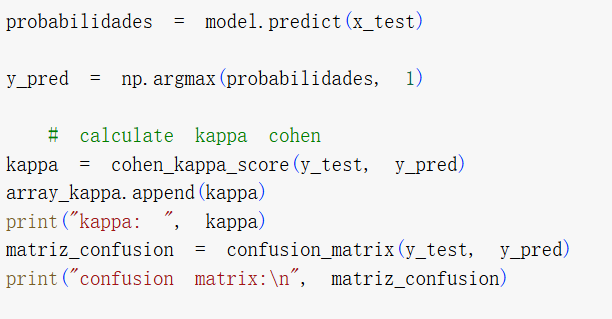 probabilidades = model.predict(x_test)
y_pred = np.argmax(probabilidades, 1)
# calculate kappa cohen
kappa = cohen_kappa_score(y_test, y_pred)
array_kappa.append(kappa)
print("kappa: ", kappa)
matriz_confusion = confusion_matrix(y_test, y_pred)
print("confusion matrix:\n", matriz_confusion)